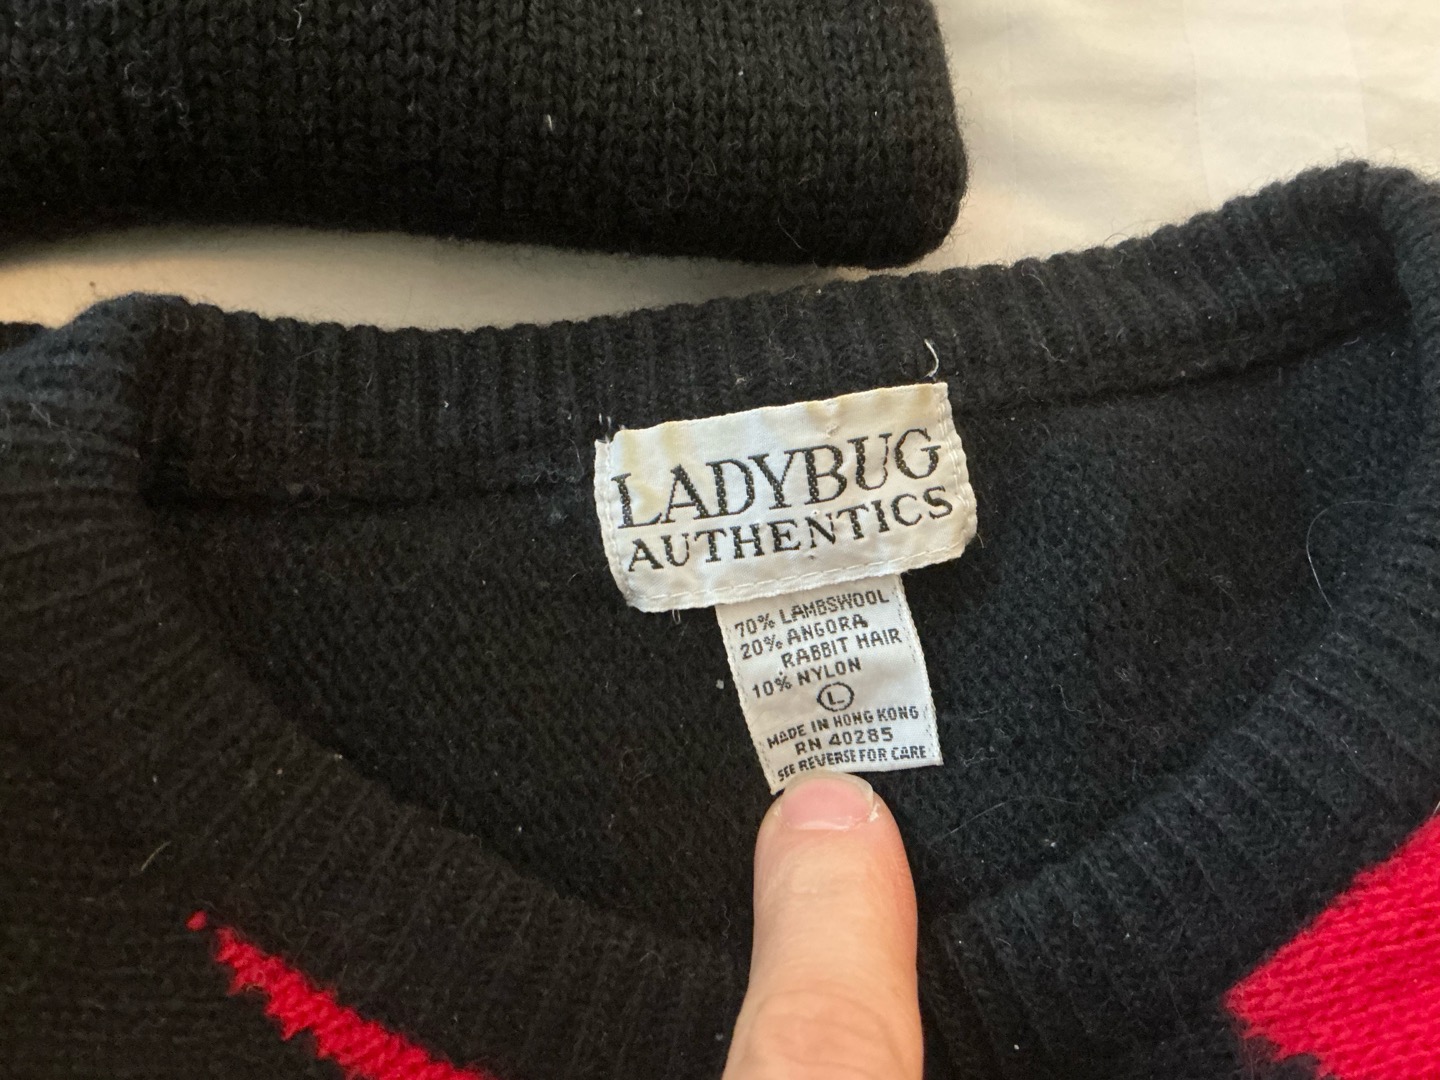 LADYBUG
AUTHENTICS
70% LAMBSWOOL
20% ANGORA
RABBIT HAIR
10% NYLON
L
MADE IN HONG KONG
RN 40285
SEE REVERSE FOR CARE